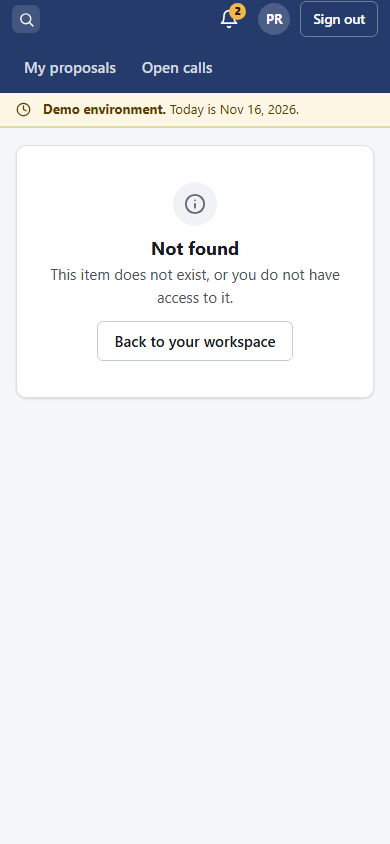 2
PR
Sign out
My proposals
Open calls
Demo environment. Today is Nov 16, 2026.
Not found
This item does not exist, or you do not have
access to it.
Back to your workspace